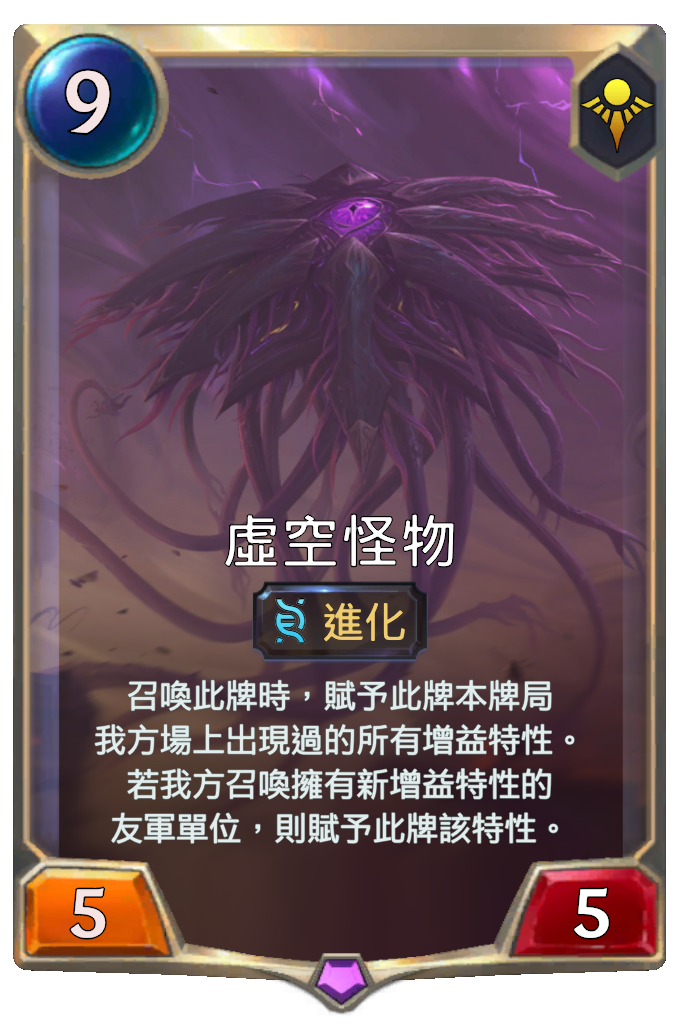 9
虛空怪物
進化
召喚此牌時，賦予此牌本牌局
我方場上出現過的所有增益特性。
若我方召喚擁有新增益特性的
友軍單位，則賦予此牌該特性。
5
5